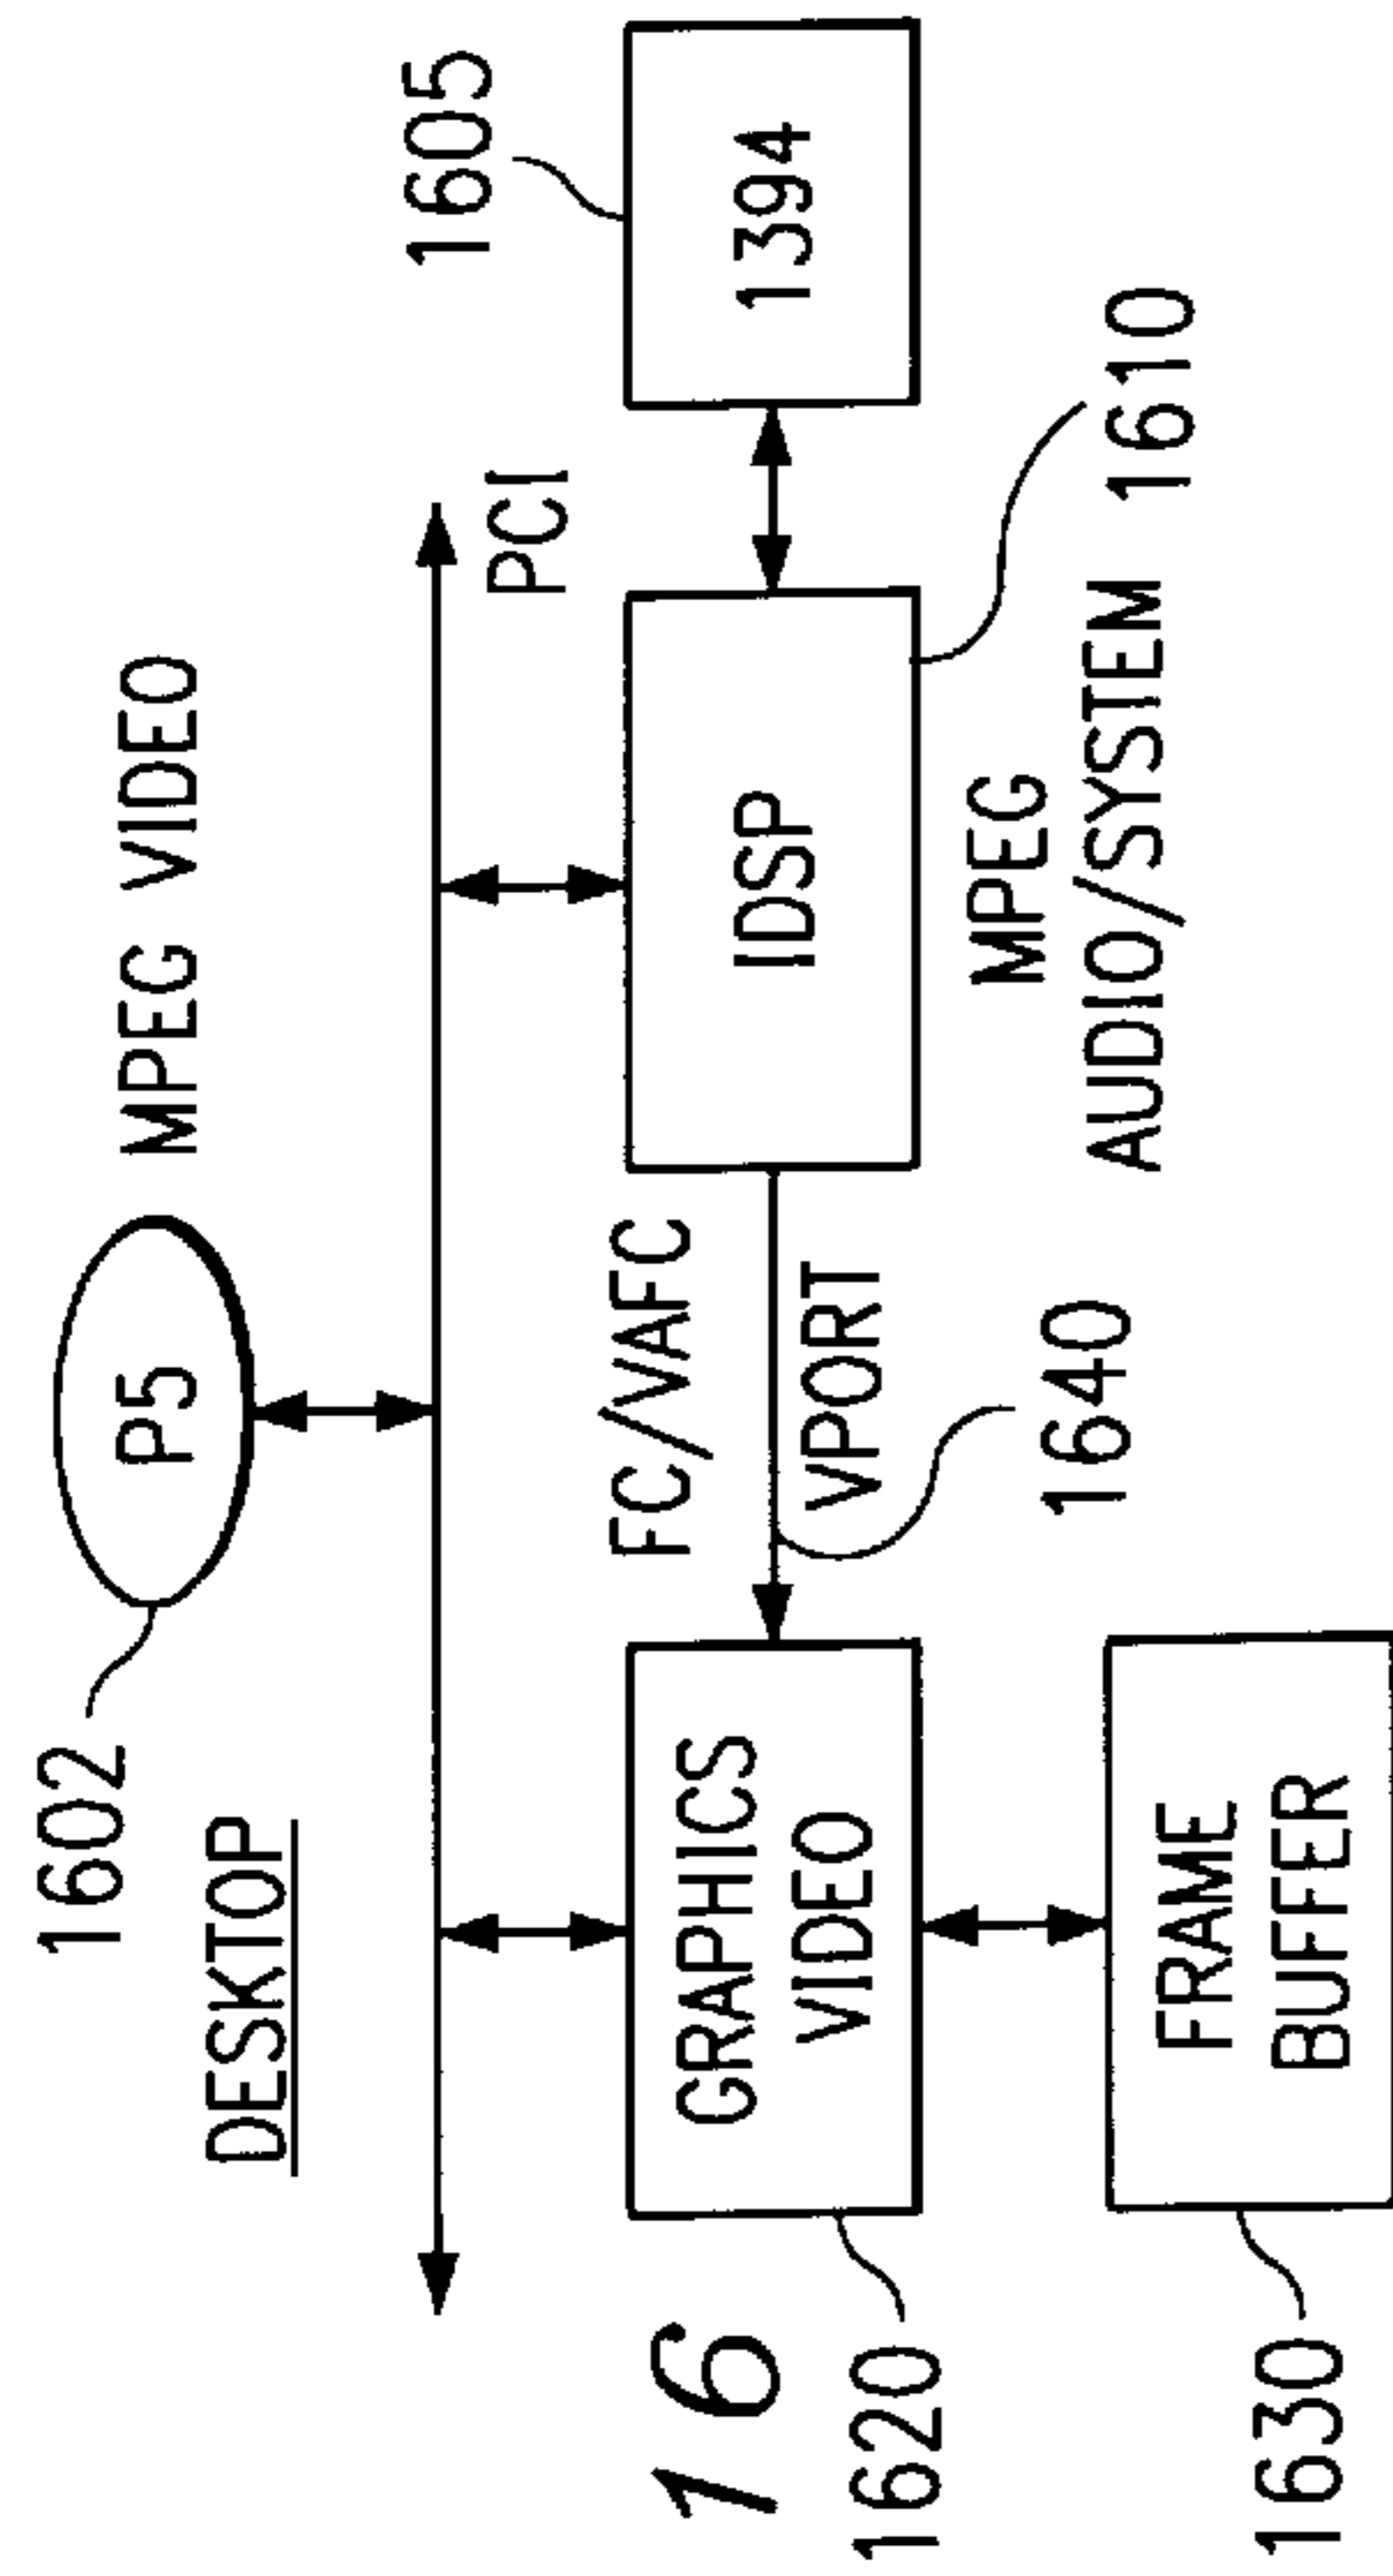 1602
P5
MPEG VIDEO
DESKTOP
PCI
1605
FC/VAFC
GRAPHICS
VIDEO
VPORT
IDSP
1394
16
1620
1640
MPEG
AUDIO/SYSTEM
1610
FRAME
BUFFER
1630